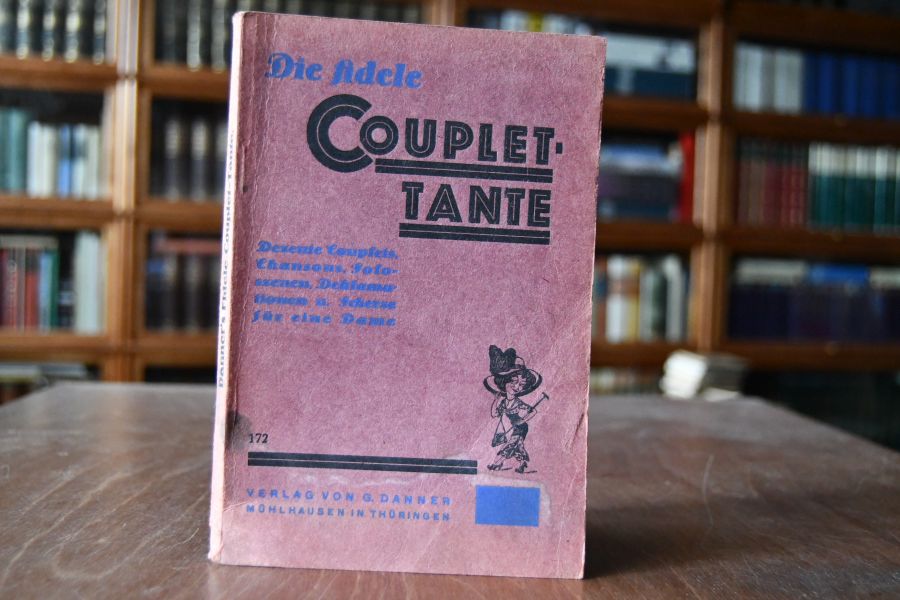 Die fidele
COUPLET-
TANTE
Dezente Couplets,
Chansons, Solo-
szenen, Deklama-
tionen u. Scherze
für eine Dame
172
VERLAG VON G. DANNER
MÜHLHAUSEN IN THÜRINGEN
DANNER'S